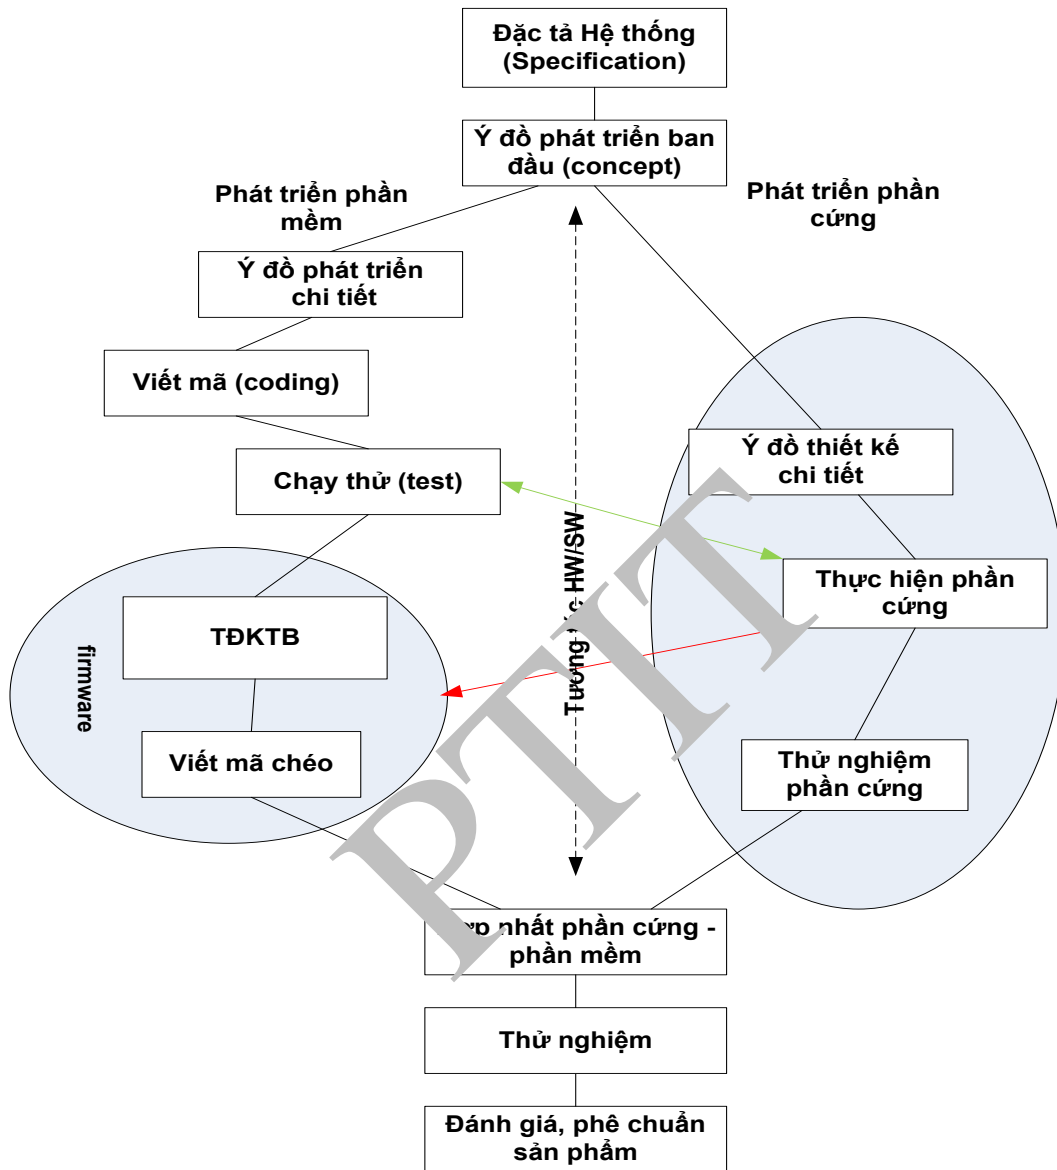 Đặc tả Hệ thống
(Specification)
Ý đồ phát triển ban
đầu (concept)
Phát triển phần
mềm
Phát triển phần
cứng
Ý đồ phát triển
chi tiết
Viết mã (coding)
Ý đồ thiết kế
chi tiết
Chạy thử (test)
Tương HW/SW
Thực hiện phần
cứng
TĐKTB
firmware
Viết mã chéo
Thử nghiệm
phần cứng
PTIT
nhất phần cứng -
phần mềm
Thử nghiệm
Đánh giá, phê chuẩn
sản phẩm